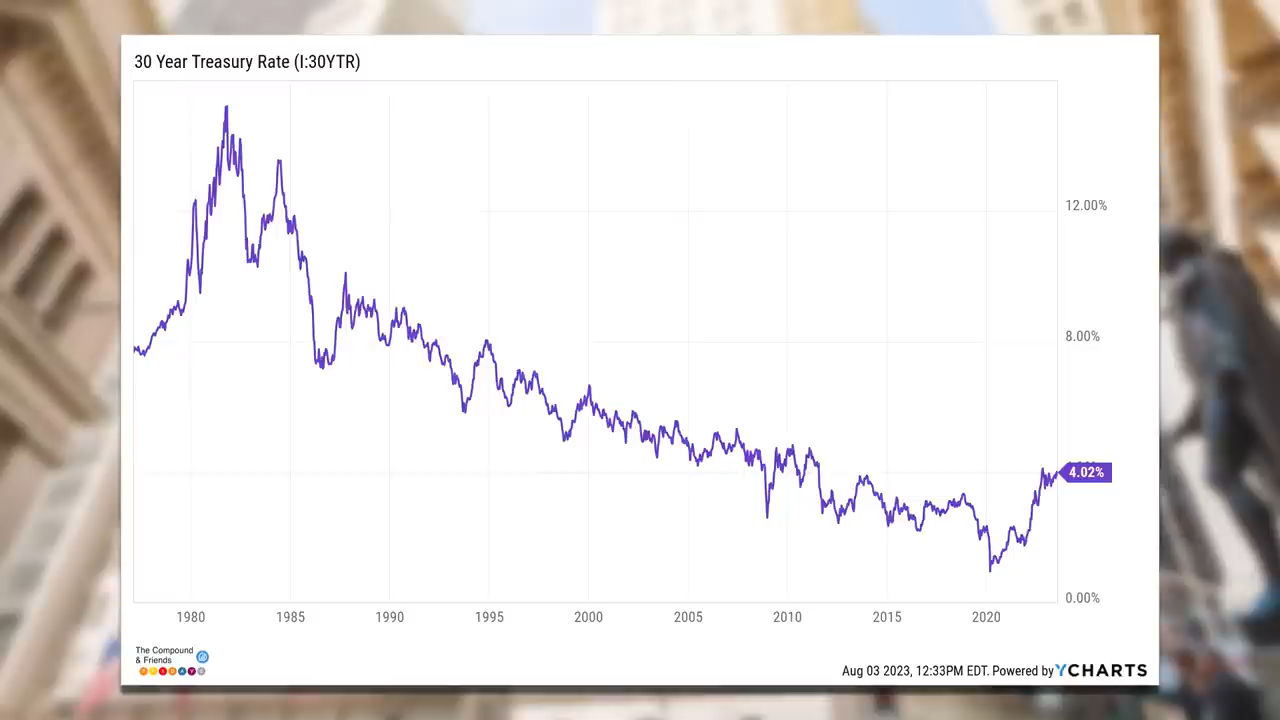 30 Year Treasury Rate (I:30YTR)
12.00%
8.00%
4.02%
0.00%
1980 1985 1990 1995 2000 2005 2010 2015 2020
The Compound
& Friends
Aug 03 2023, 12:33PM EDT. Powered by YCHARTS